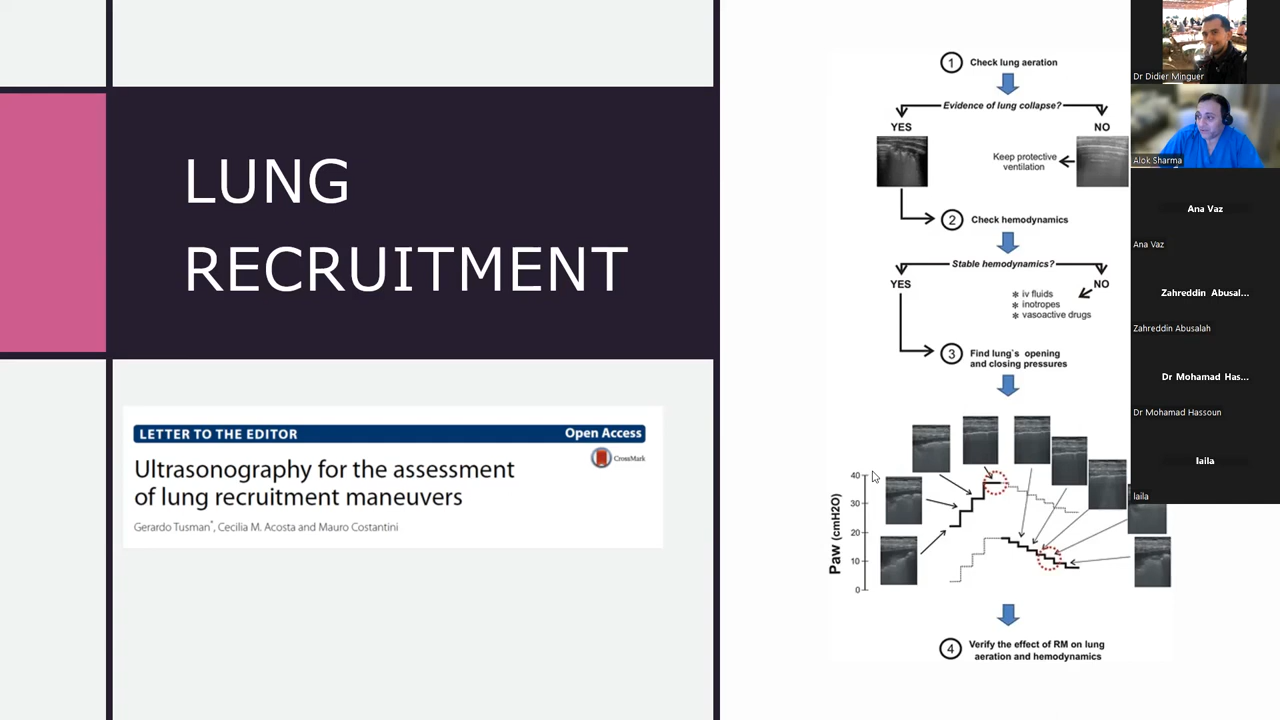 LUNG
RECRUITMENT
LETTER TO THE EDITOR
Open Access
CrossMark
Ultrasonography for the assessment
of lung recruitment maneuvers
Gerardo Tusman*, Cecilia M. Acosta and Mauro Costantini
1 Check lung aeration
Evidence of lung collapse?
YES
NO
Keep protective
ventilation
2 Check hemodynamics
Stable hemodynamics?
YES
NO
* iv fluids
* inotropes
* vasoactive drugs
3 Find lung`s opening
and closing pressures
Paw (cmH2O)
40
30
20
10
0
4 Verify the effect of RM on lung
aeration and hemodynamics
Dr Didier Minguer
Alok Sharma
Ana Vaz
Ana Vaz
Zahreddin Abusal...
Zahreddin Abusalah
Dr Mohamad Has...
Dr Mohamad Hassoun
laila
laila